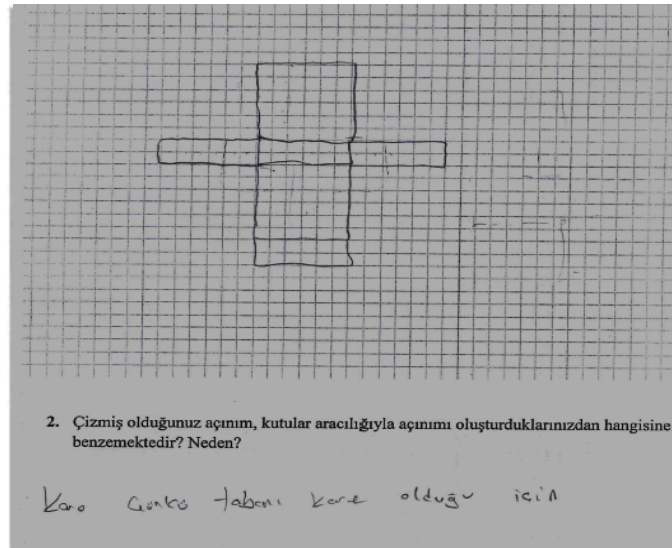 2. Çizmiş olduğunuz açınım, kutular aracılığıyla açınımı oluşturduklarınızdan hangisine
benzemektedir? Neden?
Kare Çünkü tabanı kare olduğu için